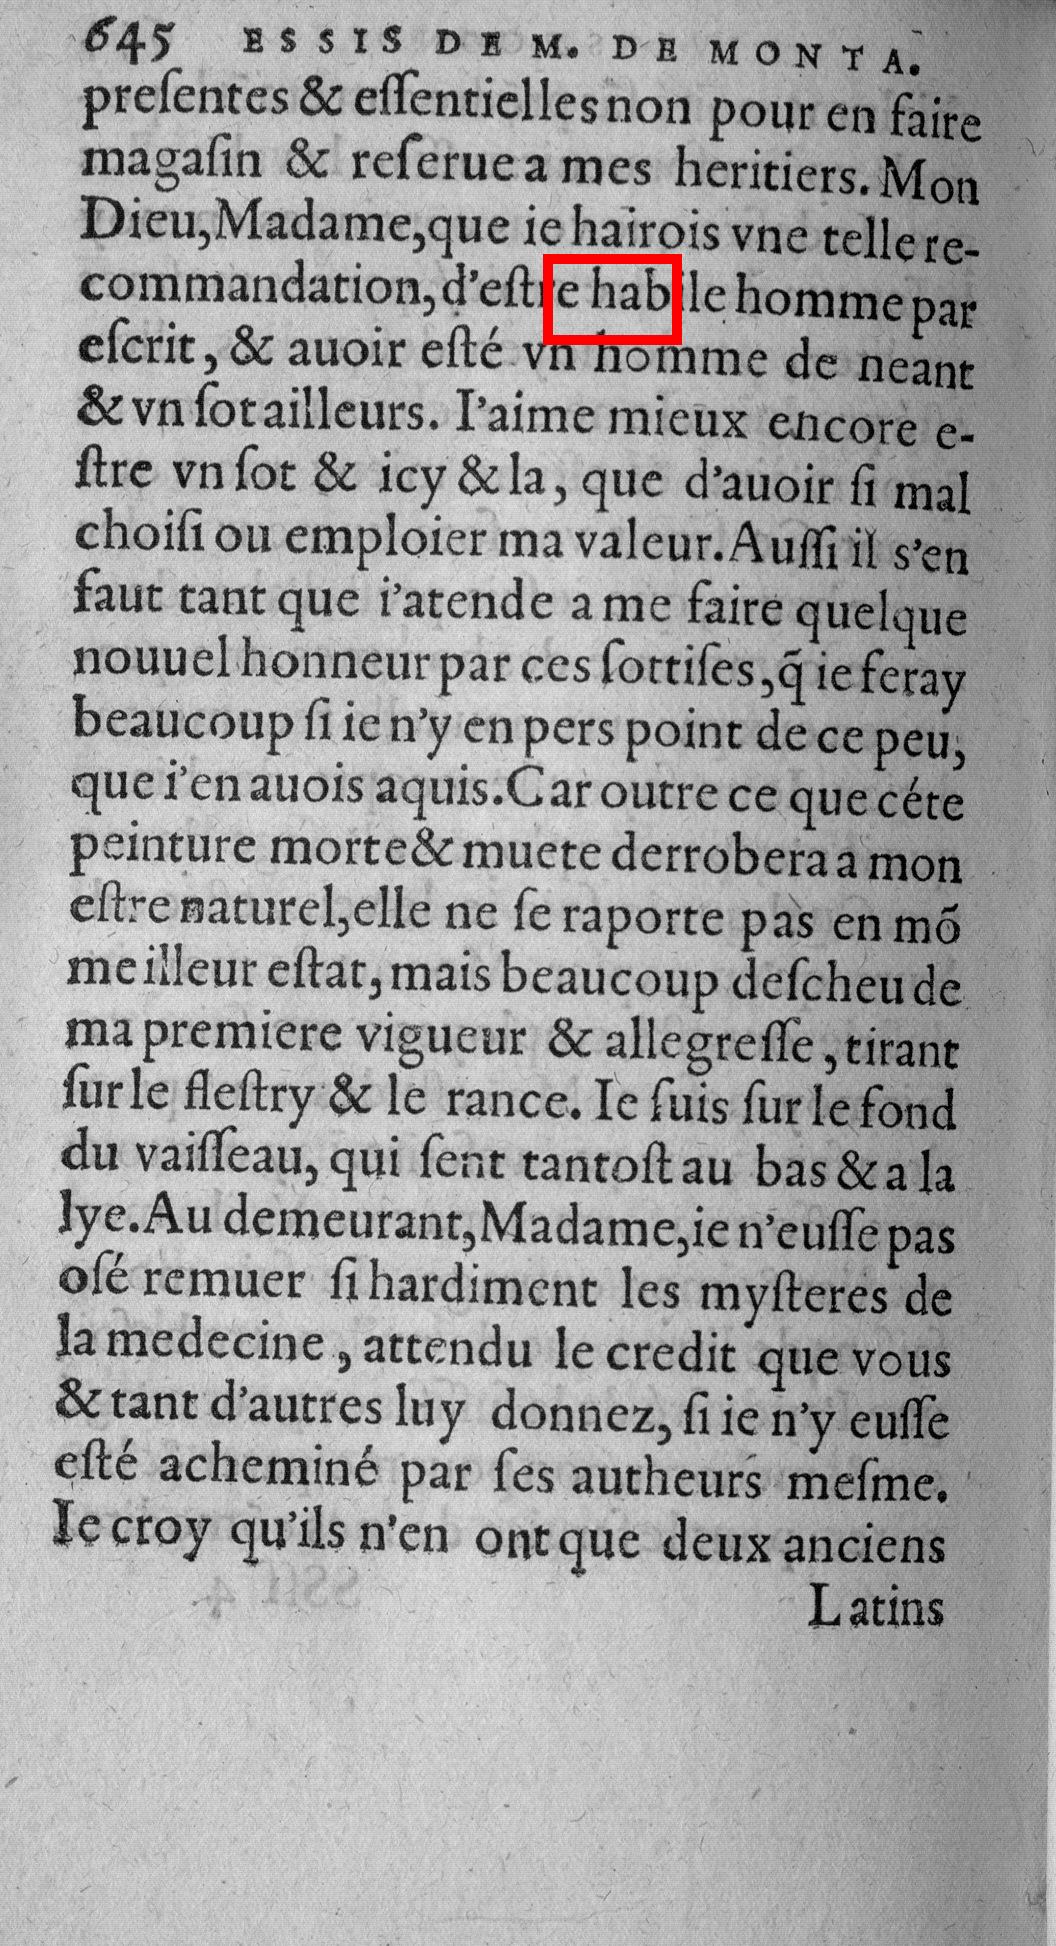 645 ESSIS DE M. DE MONTA.
preſentes & eſſentielles non pour en faire
magaſin & reſerue a mes heritiers. Mon
Dieu, Madame, que ie hairois vne telle re-
commandation, d'eſtre habile homme par
eſcrit, & auoir eſté vn homme de neant
& vn ſot ailleurs. I'aime mieux encore e-
ſtre vn ſot & icy & la, que d'auoir ſi mal
choiſi ou emploier ma valeur. Auſſi il s'en
faut tant que i'atende a me faire quelque
nouuel honneur par ces ſottiſes, q̃ ie feray
beaucoup ſi ie n'y en pers point de ce peu,
que i'en auois aquis. Car outre ce que céte
peinture morte & muete derrobera a mon
eſtre naturel, elle ne ſe raporte pas en mõ
meilleur eſtat, mais beaucoup deſcheu de
ma premiere vigueur & allegreſſe, tirant
ſur le fleſtry & le rance. Ie ſuis ſur le fond
du vaiſſeau, qui ſent tantoſt au bas & a la
lye. Au demeurant, Madame, ie n'euſſe pas
oſé remuer ſi hardiment les myſteres de
la medecine, attendu le credit que vous
& tant d'autres luy donnez, ſi ie n'y euſſe
eſté acheminé par ſes autheurs meſme.
Ie croy qu'ils n'en ont que deux anciens
Latins